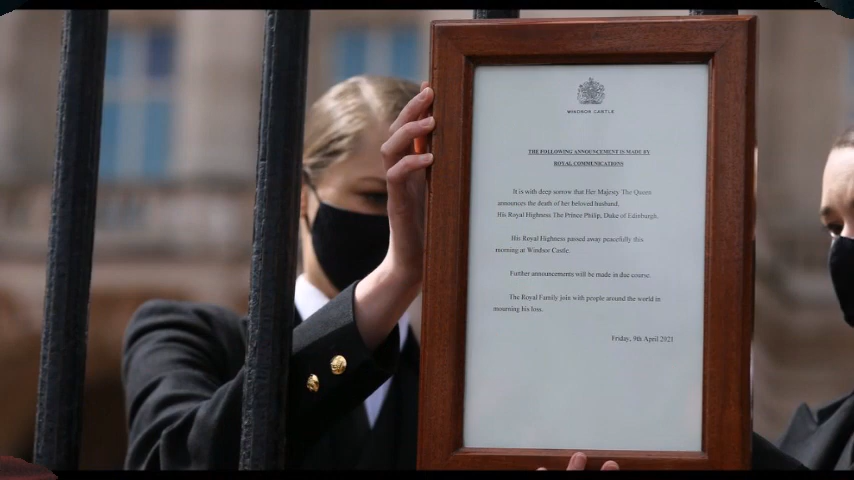 WINDSOR CASTLE
THE FOLLOWING ANNOUNCEMENT IS MADE BY
ROYAL COMMUNICATIONS
It is with deep sorrow that Her Majesty The Queen
announces the death of her beloved husband,
His Royal Highness The Prince Philip, Duke of Edinburgh.
His Royal Highness passed away peacefully this
morning at Windsor Castle.
Further announcements will be made in due course.
The Royal Family join with people around the world in
mourning his loss.
Friday, 9th April 2021